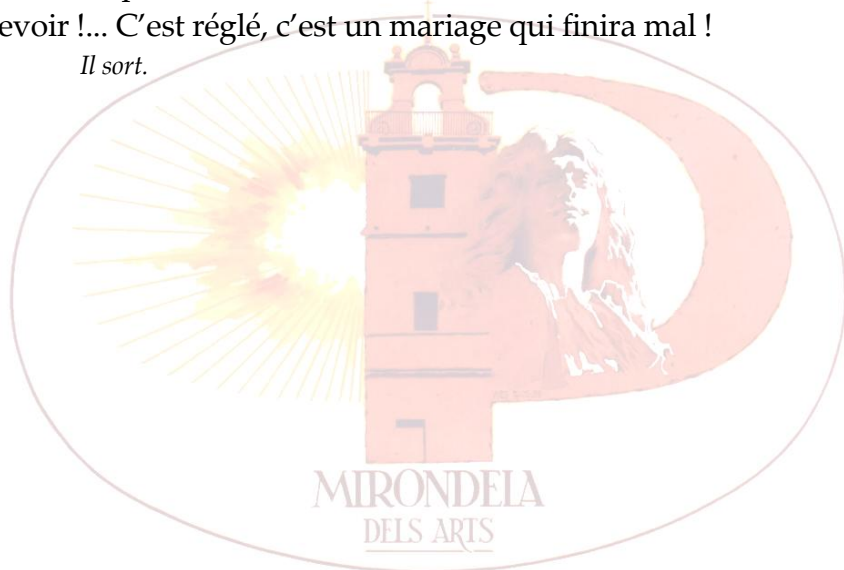 evoir !... C’est réglé, c’est un mariage qui finira mal !
Il sort.
MIRONDELA
DELS ARTS